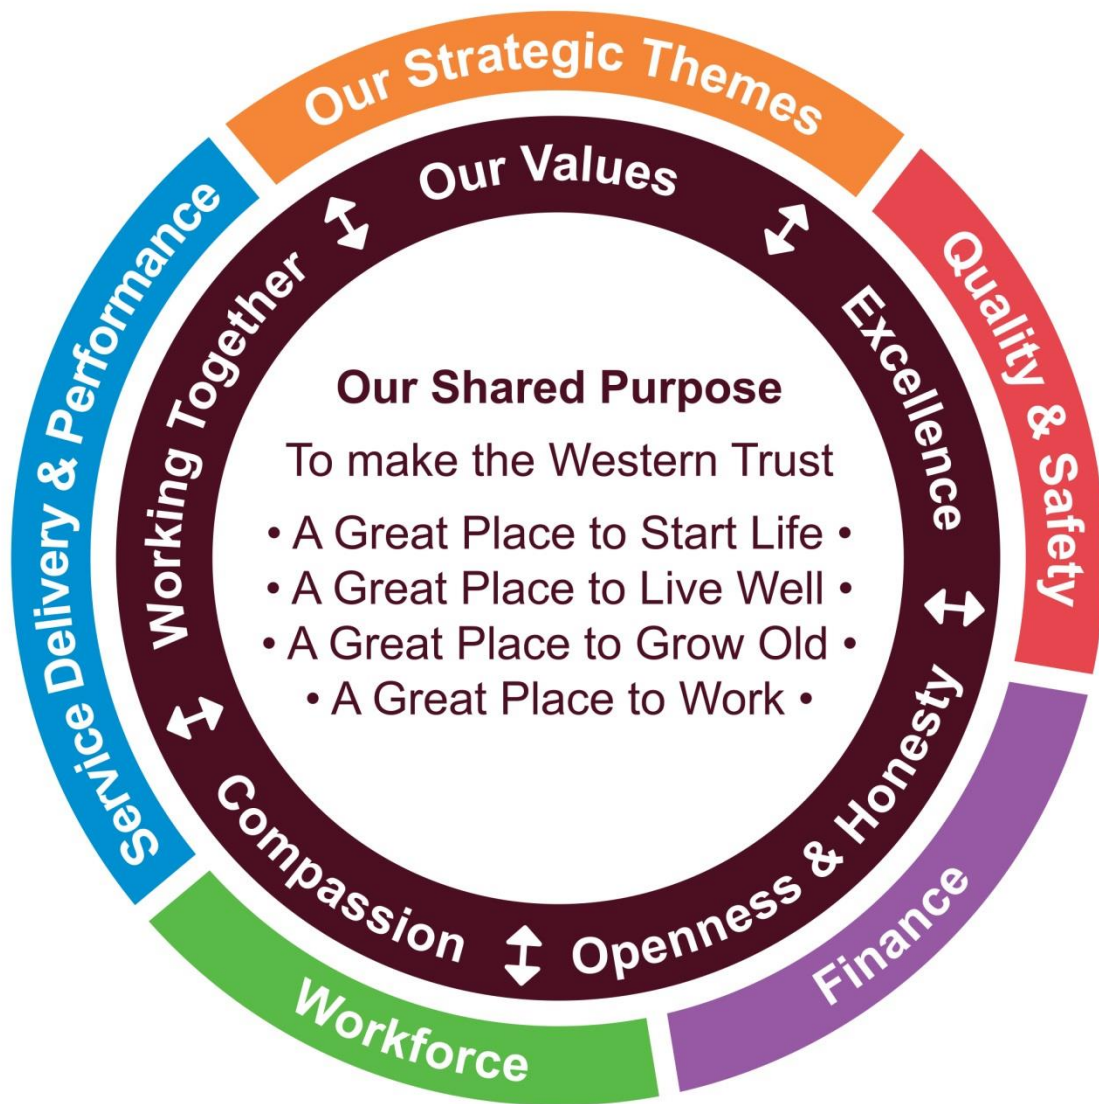 Our Strategic Themes
Quality & Safety
Finance
Workforce
Service Delivery & Performance
Our Values
Excellence
Openness & Honesty
Compassion
Working Together
Our Shared Purpose
To make the Western Trust
• A Great Place to Start Life •
• A Great Place to Live Well •
• A Great Place to Grow Old •
• A Great Place to Work •